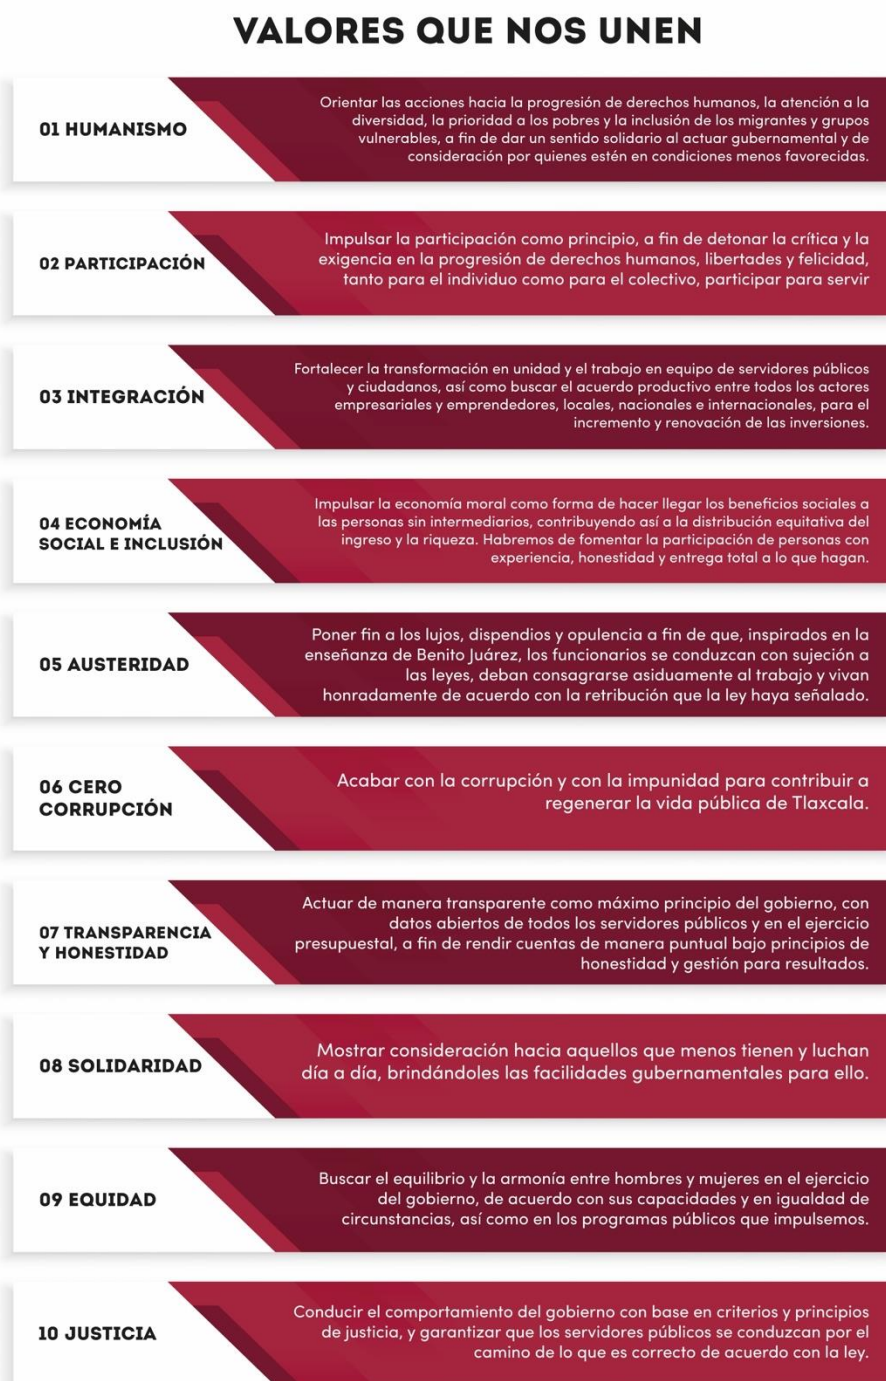 VALORES QUE NOS UNEN
01 HUMANISMO
Orientar las acciones hacia la progresión de derechos humanos, la atención a la
diversidad, la prioridad a los pobres y la inclusión de los migrantes y grupos
vulnerables, a fin de dar un sentido solidario al actuar gubernamental y de
consideración por quienes estén en condiciones menos favorecidas.
02 PARTICIPACIÓN
Impulsar la participación como principio, a fin de detonar la crítica y la
exigencia en la progresión de derechos humanos, libertades y felicidad,
tanto para el individuo como para el colectivo, participar para servir
03 INTEGRACIÓN
Fortalecer la transformación en unidad y el trabajo en equipo de servidores públicos
y ciudadanos, así como buscar el acuerdo productivo entre todos los actores
empresariales y emprendedores, locales, nacionales e internacionales, para el
incremento y renovación de las inversiones.
04 ECONOMÍA
SOCIAL E INCLUSIÓN
Impulsar la economía moral como forma de hacer llegar los beneficios sociales a
las personas sin intermediarios, contribuyendo así a la distribución equitativa del
ingreso y la riqueza. Habremos de fomentar la participación de personas con
experiencia, honestidad y entrega total a lo que hagan.
05 AUSTERIDAD
Poner fin a los lujos, dispendios y opulencia a fin de que, inspirados en la
enseñanza de Benito Juárez, los funcionarios se conduzcan con sujeción a
las leyes, deban consagrarse asiduamente al trabajo y vivan
honradamente de acuerdo con la retribución que la ley haya señalado.
06 CERO
CORRUPCIÓN
Acabar con la corrupción y con la impunidad para contribuir a
regenerar la vida pública de Tlaxcala.
07 TRANSPARENCIA
Y HONESTIDAD
Actuar de manera transparente como máximo principio del gobierno, con
datos abiertos de todos los servidores públicos y en el ejercicio
presupuestal, a fin de rendir cuentas de manera puntual bajo principios de
honestidad y gestión para resultados.
08 SOLIDARIDAD
Mostrar consideración hacia aquellos que menos tienen y luchan
día a día, brindándoles las facilidades gubernamentales para ello.
09 EQUIDAD
Buscar el equilibrio y la armonía entre hombres y mujeres en el ejercicio
del gobierno, de acuerdo con sus capacidades y en igualdad de
circunstancias, así como en los programas públicos que impulsemos.
10 JUSTICIA
Conducir el comportamiento del gobierno con base en criterios y principios
de justicia, y garantizar que los servidores públicos se conduzcan por el
camino de lo que es correcto de acuerdo con la ley.